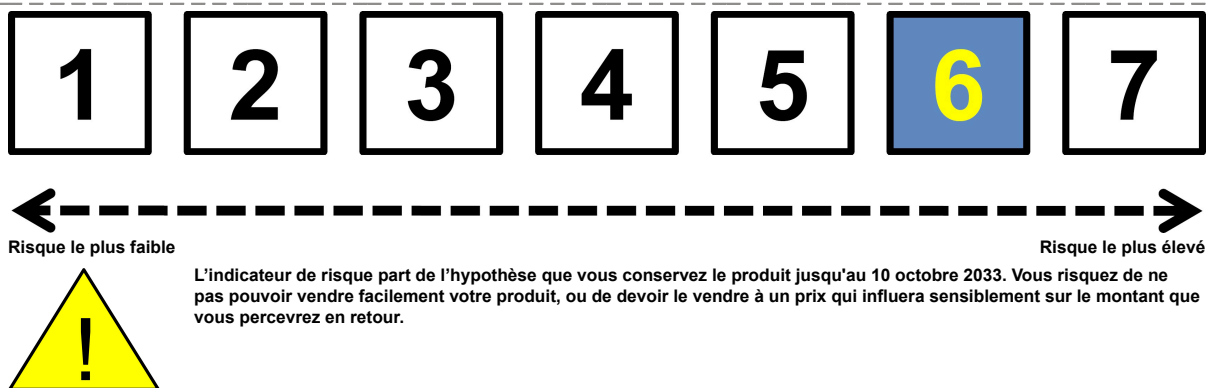 1 2 3 4 5 6 7
Risque le plus faible Risque le plus élevé
L’indicateur de risque part de l’hypothèse que vous conservez le produit jusqu'au 10 octobre 2033. Vous risquez de ne
pas pouvoir vendre facilement votre produit, ou de devoir le vendre à un prix qui influera sensiblement sur le montant que
vous percevrez en retour.
!